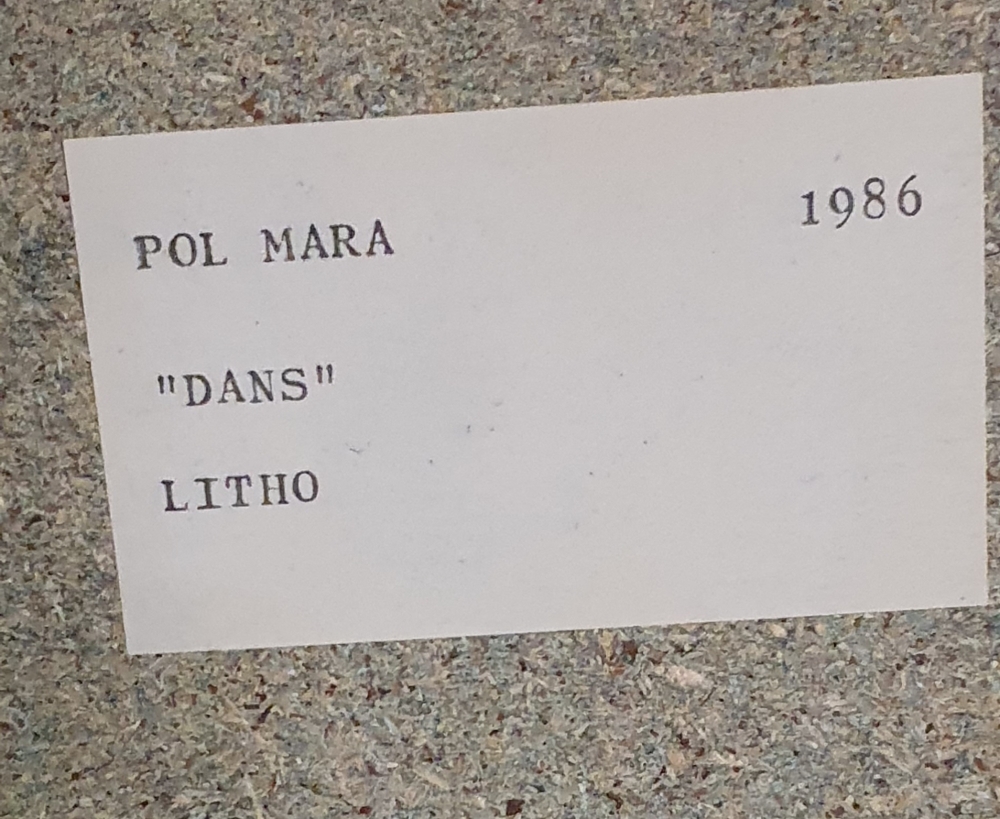 POL MARA 1986
"DANS"
LITHO